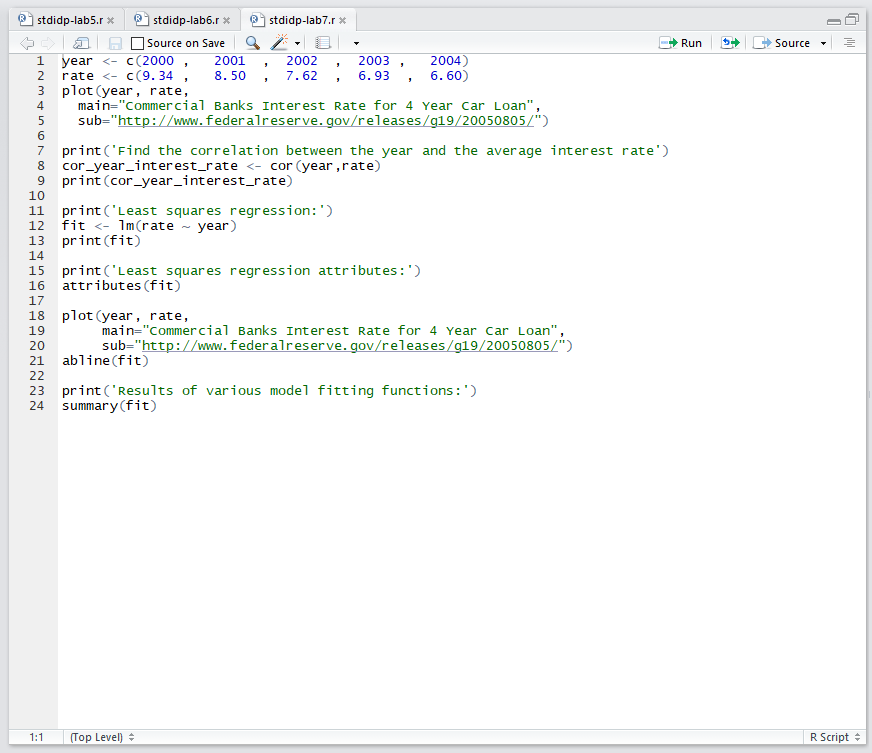 stdidp-lab5.r × stdidp-lab6.r × stdidp-lab7.r ×
Source on Save Run Source
1 year <- c(2000 ,   2001  ,  2002  ,  2003 ,   2004)
2 rate <- c(9.34 ,   8.50  ,  7.62  ,  6.93  ,  6.60)
3 plot(year, rate,
4   main="Commercial Banks Interest Rate for 4 Year Car Loan",
5   sub="http://www.federalreserve.gov/releases/g19/20050805/")
6
7 print('Find the correlation between the year and the average interest rate')
8 cor_year_interest_rate <- cor(year,rate)
9 print(cor_year_interest_rate)
10
11 print('Least squares regression:')
12 fit <- lm(rate ~ year)
13 print(fit)
14
15 print('Least squares regression attributes:')
16 attributes(fit)
17
18 plot(year, rate,
19      main="Commercial Banks Interest Rate for 4 Year Car Loan",
20      sub="http://www.federalreserve.gov/releases/g19/20050805/")
21 abline(fit)
22
23 print('Results of various model fitting functions:')
24 summary(fit)
1:1 (Top Level) R Script